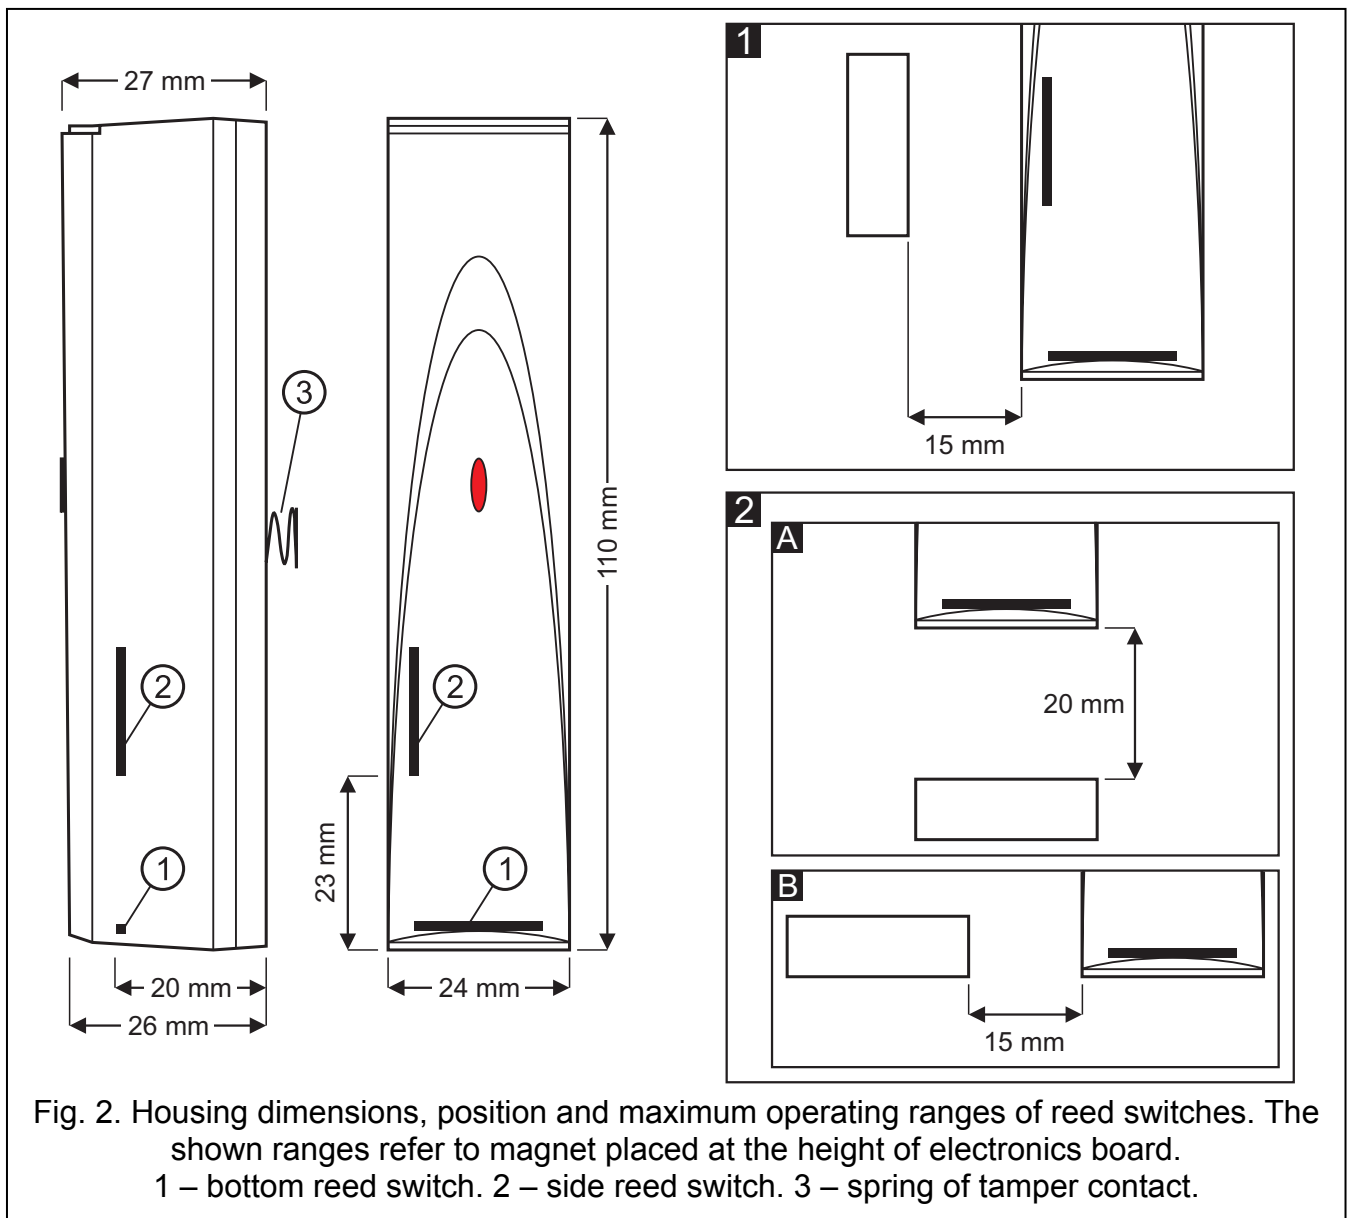 27 mm
3
2
1
20 mm
26 mm
2
1
23 mm
110 mm
24 mm
1
15 mm
2
A
20 mm
B
15 mm
Fig. 2. Housing dimensions, position and maximum operating ranges of reed switches. The
shown ranges refer to magnet placed at the height of electronics board.
1 – bottom reed switch. 2 – side reed switch. 3 – spring of tamper contact.